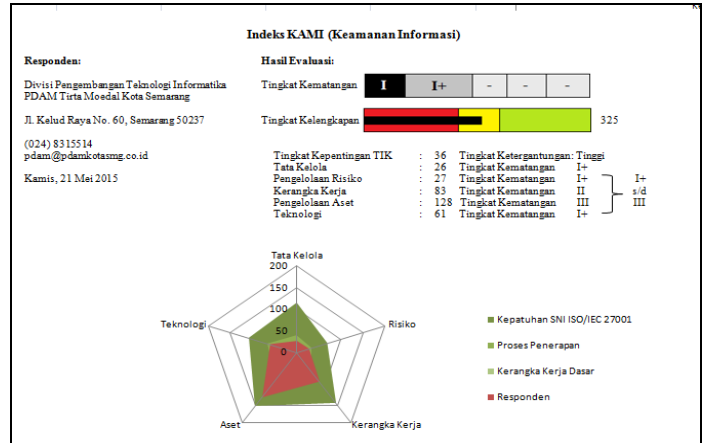 Indeks KAMI (Keamanan Informasi)
Responden:
Divisi Pengembangan Teknologi Informatika
PDAM Tirta Moedal Kota Semarang
Jl. Kelud Raya No. 60, Semarang 50237
(024) 8315514
pdam@pdamkotasmg.co.id
Kamis, 21 Mei 2015
Hasil Evaluasi:
Tingkat Kematangan I I+ - - -
Tingkat Kelengkapan 325
Tingkat Kepentingan TIK : 36 Tingkat Ketergantungan: Tinggi
Tata Kelola : 26 Tingkat Kematangan I+
Pengelolaan Risiko : 27 Tingkat Kematangan I+ I+
Kerangka Kerja : 83 Tingkat Kematangan II s/d
Pengelolaan Aset : 128 Tingkat Kematangan III III
Teknologi : 61 Tingkat Kematangan I+
Tata Kelola
200
150
100
50
0
Risiko
Kerangka Kerja
Aset
Teknologi
Kepatuhan SNI ISO/IEC 27001
Proses Penerapan
Kerangka Kerja Dasar
Responden